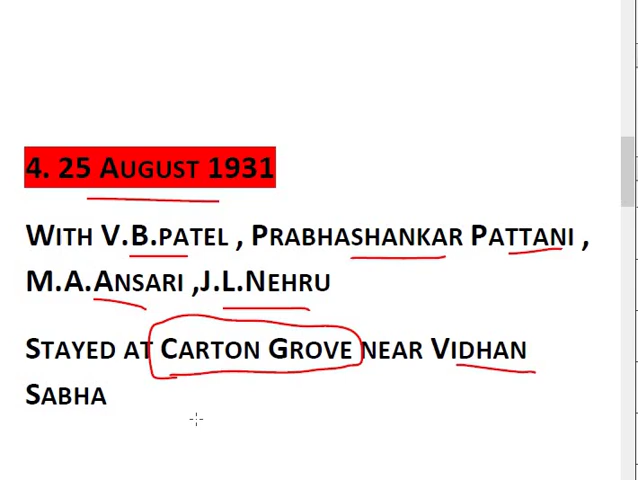 4. 25 August 1931
With V.B.patel , Prabhashankar Pattani ,
M.A.Ansari ,J.L.Nehru
Stayed at Carton Grove near Vidhan
Sabha